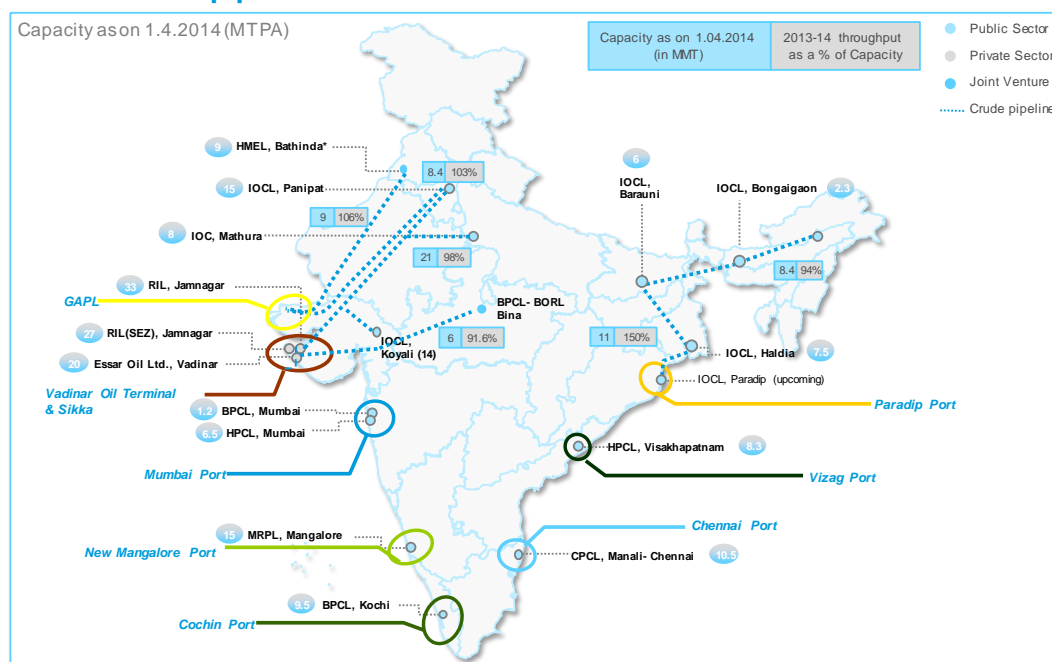 Capacity as on 1.4.2014 (MTPA)
Capacity as on 1.04.2014
(in MMT)
2013-14 throughput
as a % of Capacity
Public Sector
Private Sector
Joint Venture
Crude pipeline
9 HMEL, Bathinda*
8.4 103%
15 IOCL, Panipat
9 106%
8 IOC, Mathura
21 98%
6
IOCL,
Barauni
IOCL, Bongaigaon 2.3
8.4 94%
33 RIL, Jamnagar
GAPL
27 RIL(SEZ), Jamnagar
20 Essar Oil Ltd., Vadinar
Vadinar Oil Terminal
& Sikka
BPCL- BORL
Bina
IOCL,
Koyali (14)
6 91.6%
11 150%
IOCL, Haldia 7.5
IOCL, Paradip (upcoming)
Paradip Port
1.2 BPCL, Mumbai
6.5 HPCL, Mumbai
Mumbai Port
HPCL, Visakhapatnam 8.3
Vizag Port
15 MRPL, Mangalore
New Mangalore Port
Chennai Port
CPCL, Manali- Chennai 10.5
9.5 BPCL, Kochi
Cochin Port